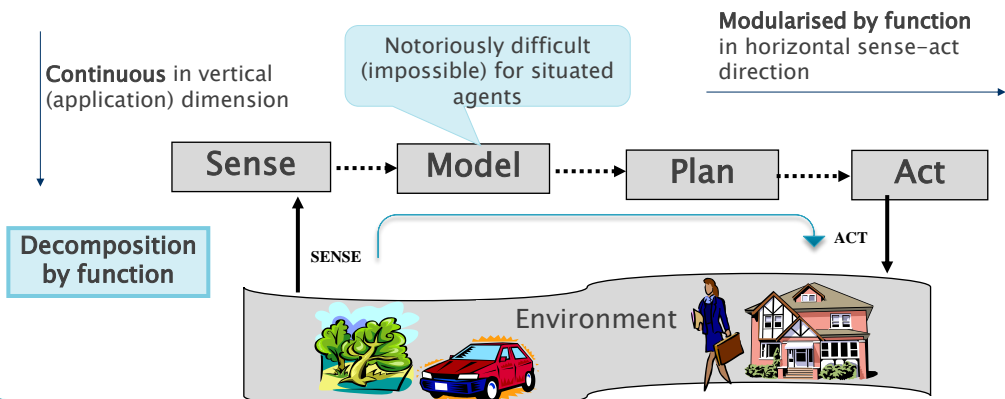 Modularised by function
in horizontal sense-act
direction
Notoriously difficult
(impossible) for situated
agents
Continuous in vertical
(application) dimension
Sense
Model
Plan
Act
Decomposition
by function
SENSE
ACT
Environment